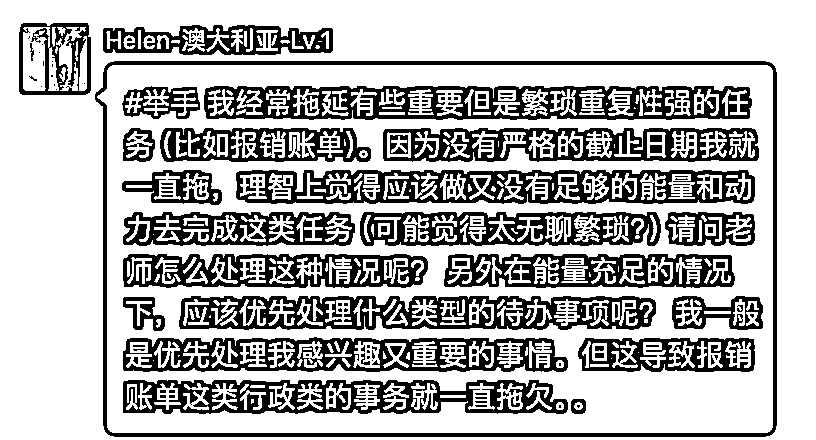 Helen-澳大利亚-Lv.1
#举手 我经常拖延有些重要但是繁琐重复性强的任
务（比如报销账单）。因为没有严格的截止日期我就
一直拖，理智上觉得应该做又没有足够的能量和动
力去完成这类任务（可能觉得太无聊繁琐？）请问老
师怎么处理这种情况呢？ 另外在能量充足的情况
下，应该优先处理什么类型的待办事项呢？ 我一般
是优先处理我感兴趣又重要的事情。但这导致报销
账单这类行政类的事务就一直拖欠。。